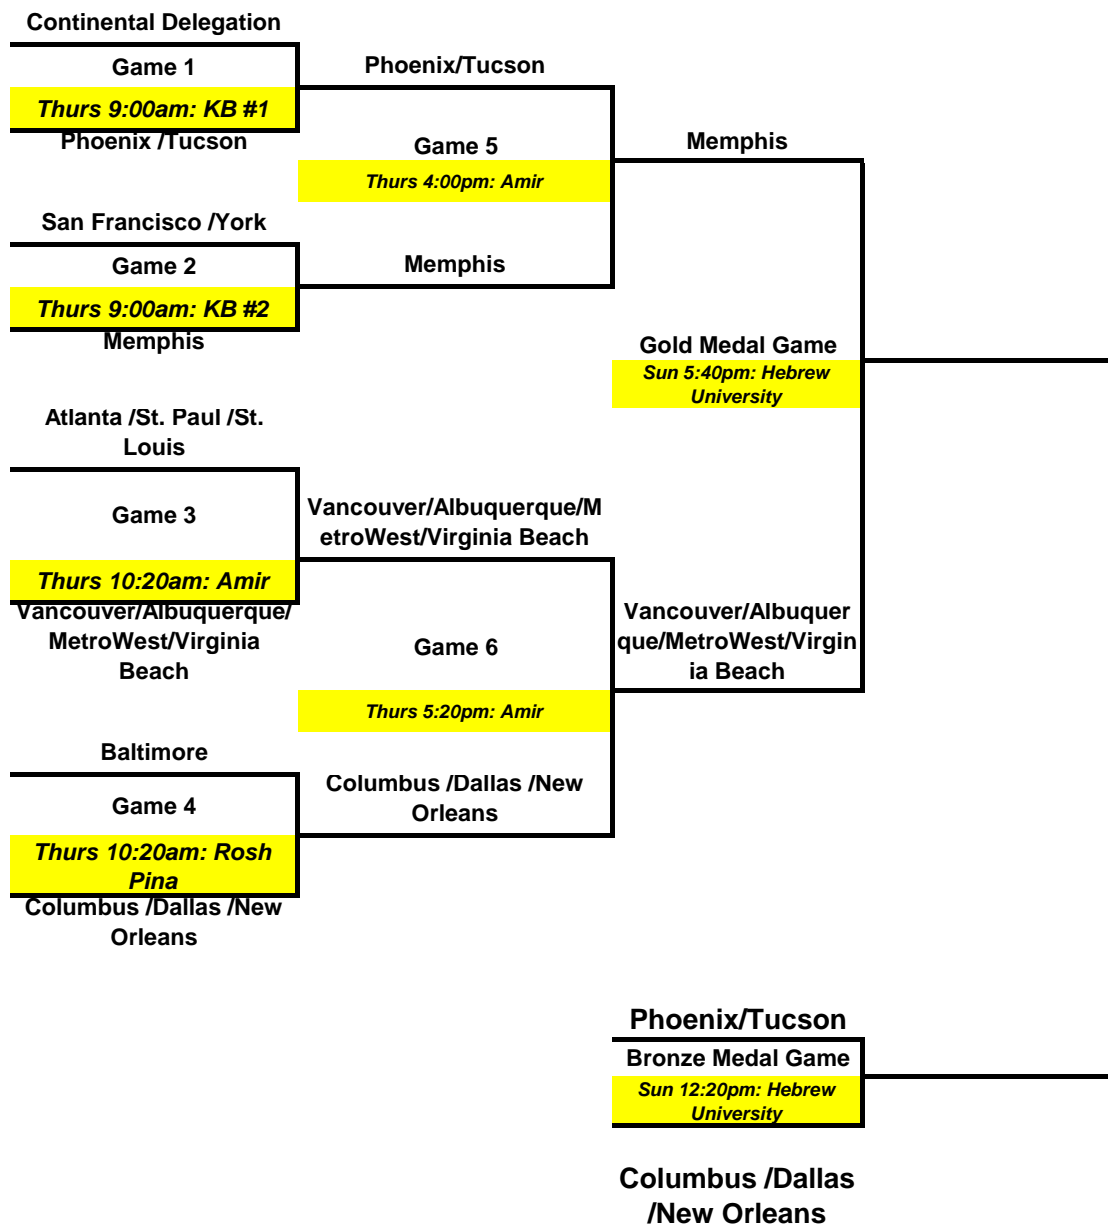 Continental Delegation
Game 1
Thurs 9:00am: KB #1
Phoenix /Tucson
San Francisco /York
Game 2
Thurs 9:00am: KB #2
Memphis
Atlanta /St. Paul /St.
Louis
Game 3
Thurs 10:20am: Amir
Vancouver/Albuquerque/
MetroWest/Virginia
Beach
Baltimore
Game 4
Thurs 10:20am: Rosh
Pina
Columbus /Dallas /New
Orleans
Phoenix/Tucson
Game 5
Thurs 4:00pm: Amir
Memphis
Vancouver/Albuquerque/M
etroWest/Virginia Beach
Game 6
Thurs 5:20pm: Amir
Columbus /Dallas /New
Orleans
Memphis
Gold Medal Game
Sun 5:40pm: Hebrew
University
Vancouver/Albuquer
que/MetroWest/Virgin
ia Beach
Phoenix/Tucson
Bronze Medal Game
Sun 12:20pm: Hebrew
University
Columbus /Dallas
/New Orleans